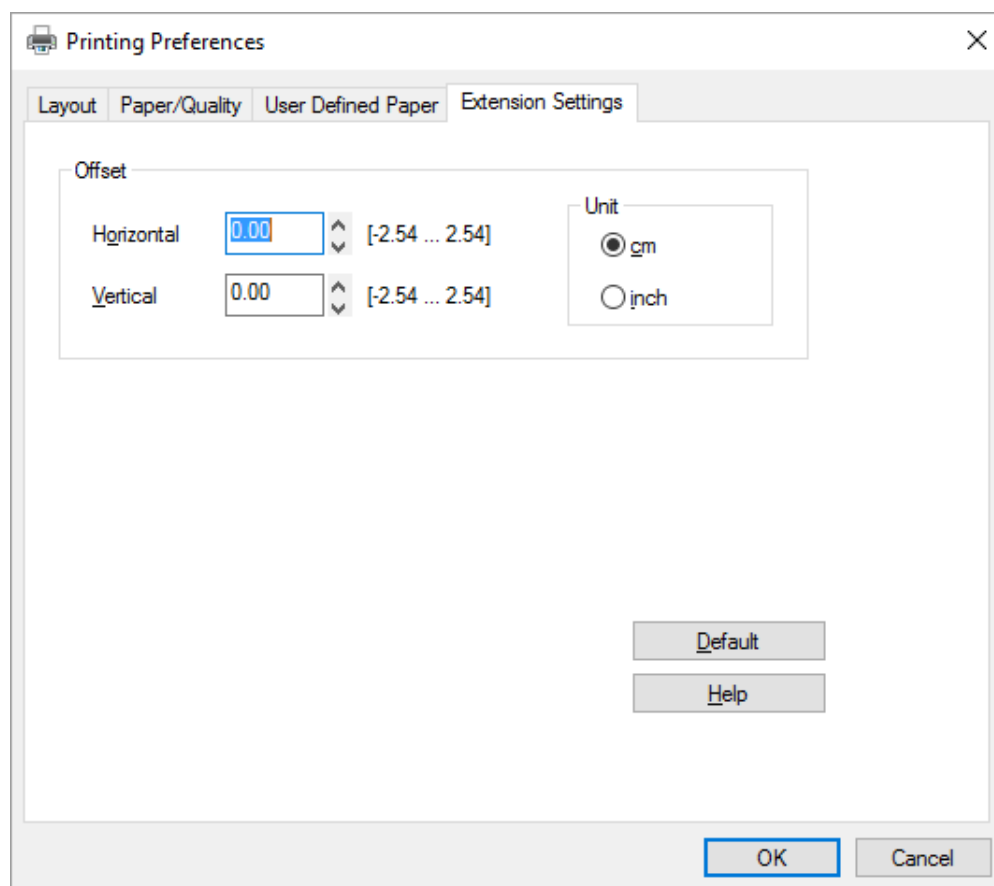 Printing Preferences
Layout Paper/Quality User Defined Paper Extension Settings
Offset
Unit
Horizontal 0.00 [-2.54 ... 2.54]
cm
Vertical 0.00 [-2.54 ... 2.54]
inch
Default
Help
OK Cancel